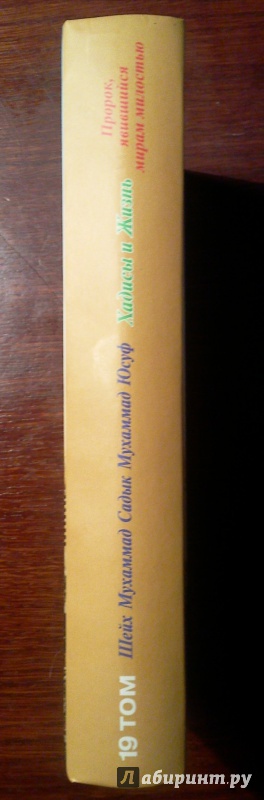 19 ТОМ Шейх Мухаммад Садык Мухаммад Юсуф Хадисы и Жизнь
Пророк,
явившийся
мирам милостью
Лабиринт.ру